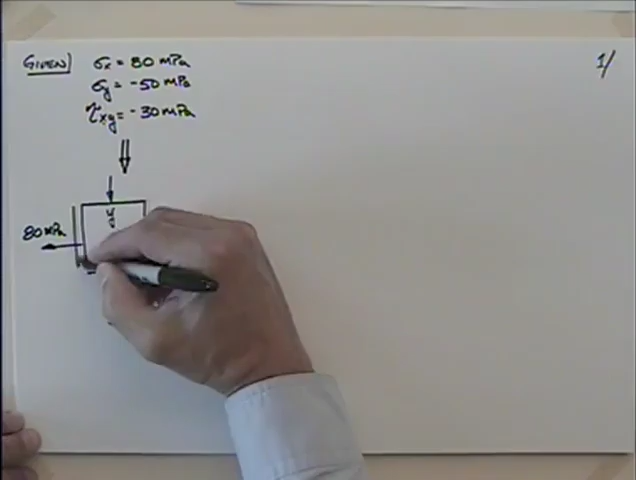 GIVEN) σx = 80 MPa
σy = -50 MPa
τxy = -30 MPa
1/
y
80 MPa